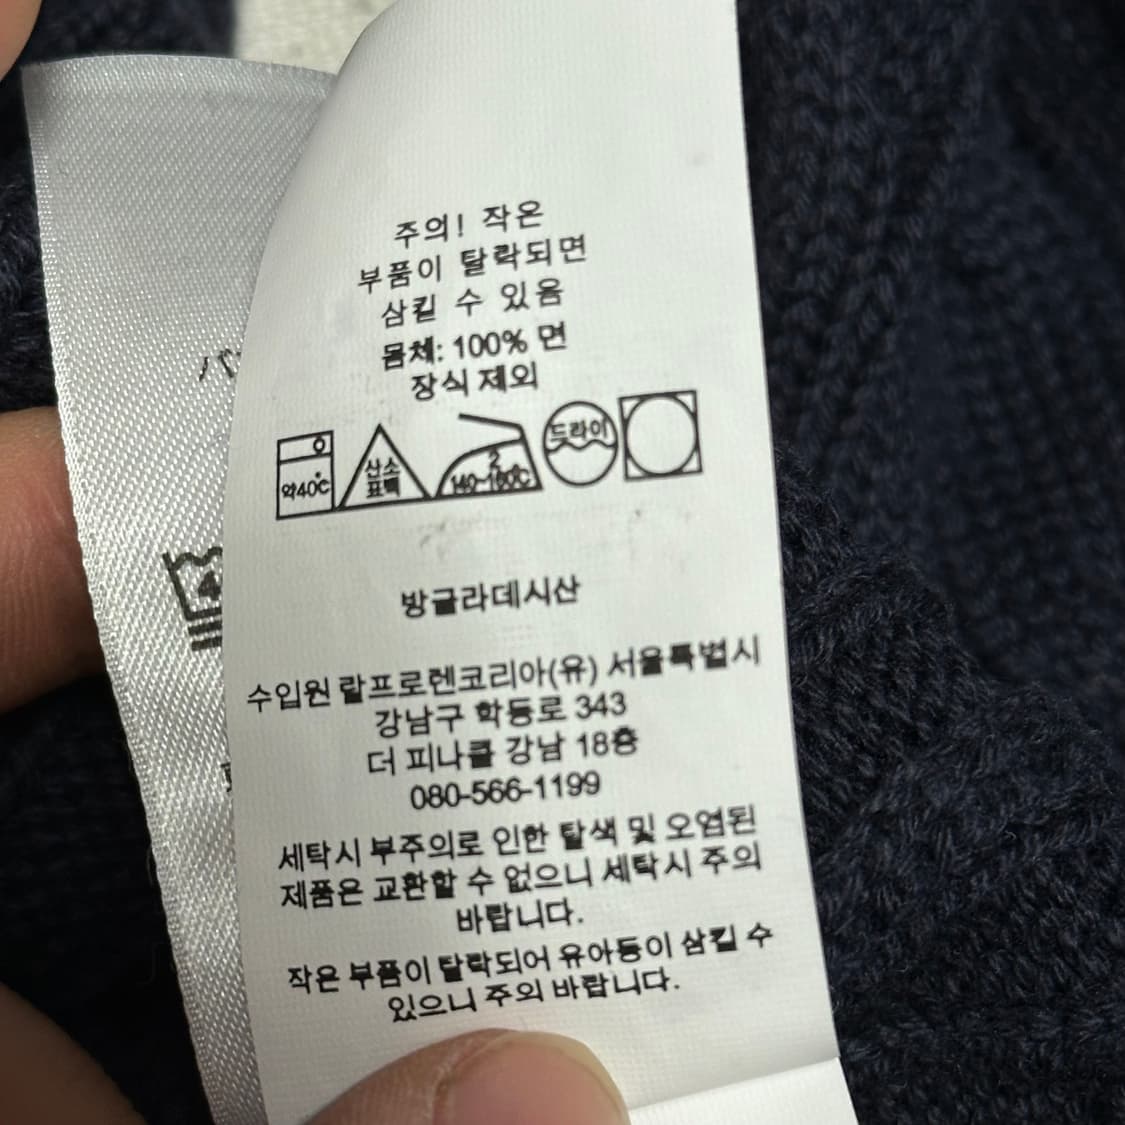 주의! 작은
부품이 탈락되면
삼킬 수 있음
몸체: 100% 면
장식 제외
약40℃
산소
표백
2
140~160℃
드라이
방글라데시산
수입원 랄프로렌코리아(유) 서울특별시
강남구 학동로 343
더 피나클 강남 18층
080-566-1199
세탁시 부주의로 인한 탈색 및 오염된
제품은 교환할 수 없으니 세탁시 주의
바랍니다.
작은 부품이 탈락되어 유아등이 삼킬 수
있으니 주의 바랍니다.